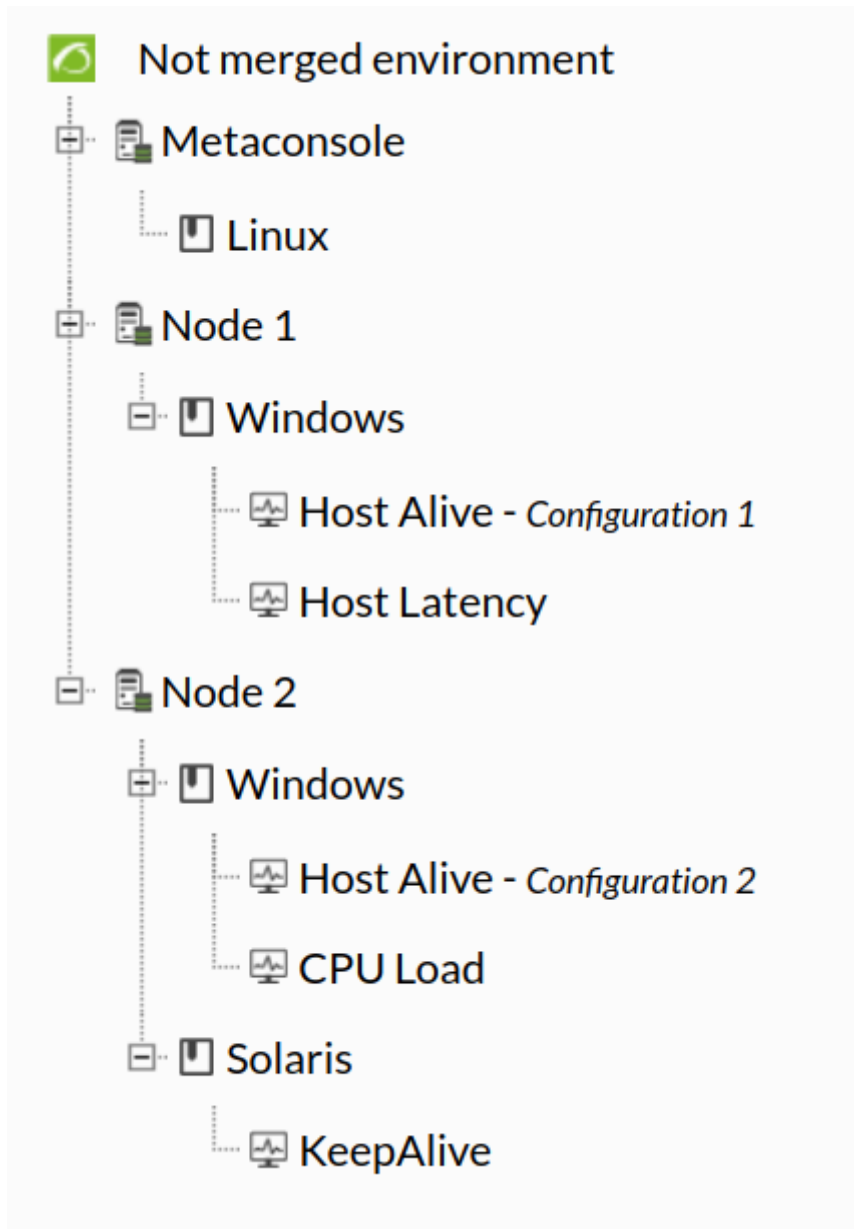 Not merged environment
Metaconsole
Linux
Node 1
Windows
Host Alive - Configuration 1
Host Latency
Node 2
Windows
Host Alive - Configuration 2
CPU Load
Solaris
KeepAlive